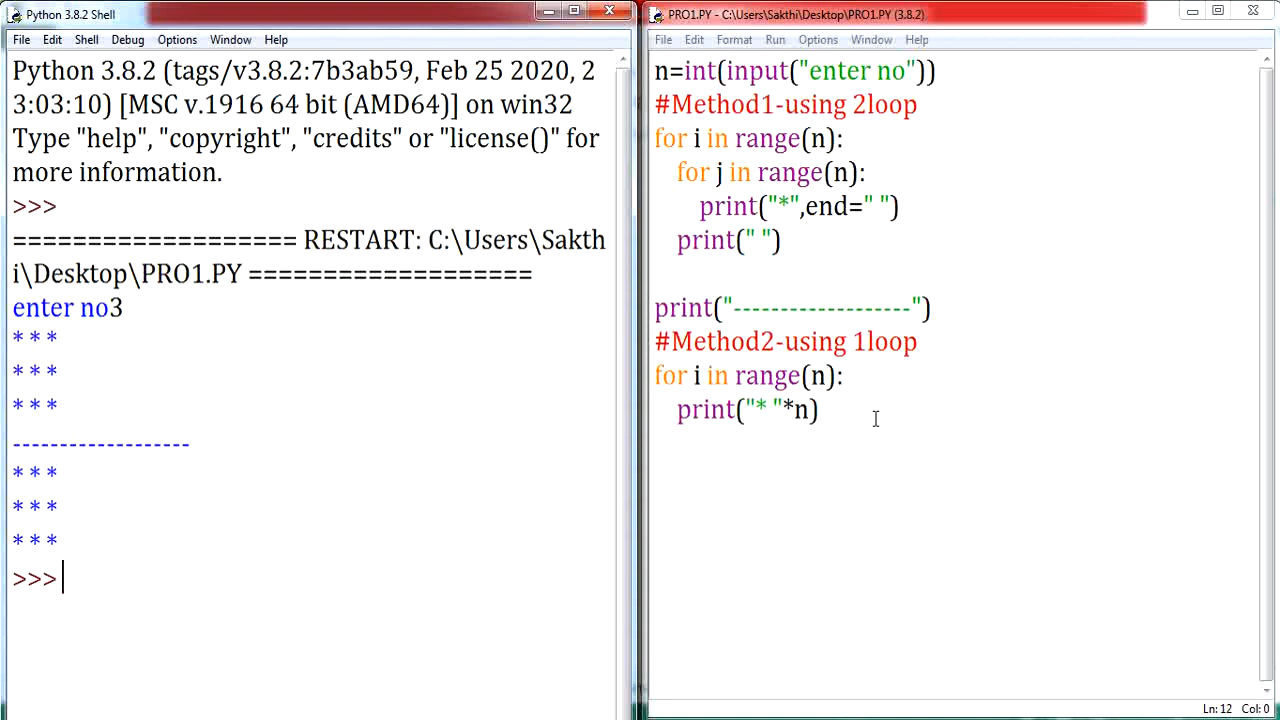 Python 3.8.2 Shell
File Edit Shell Debug Options Window Help
Python 3.8.2 (tags/v3.8.2:7b3ab59, Feb 25 2020, 2
3:03:10) [MSC v.1916 64 bit (AMD64)] on win32
Type "help", "copyright", "credits" or "license()" for
more information.
>>>
=================== RESTART: C:\Users\Sakth
i\Desktop\PRO1.PY ===================
enter no3
* * *
* * *
* * *
-------------------
* * *
* * *
* * *
>>>
PRO1.PY - C:\Users\Sakthi\Desktop\PRO1.PY (3.8.2)
File Edit Format Run Options Window Help
n=int(input("enter no"))
#Method1-using 2loop
for i in range(n):
for j in range(n):
print("*",end=" ")
print(" ")
print("-------------------")
#Method2-using 1loop
for i in range(n):
print("* "*n)
Ln: 12 Col: 0